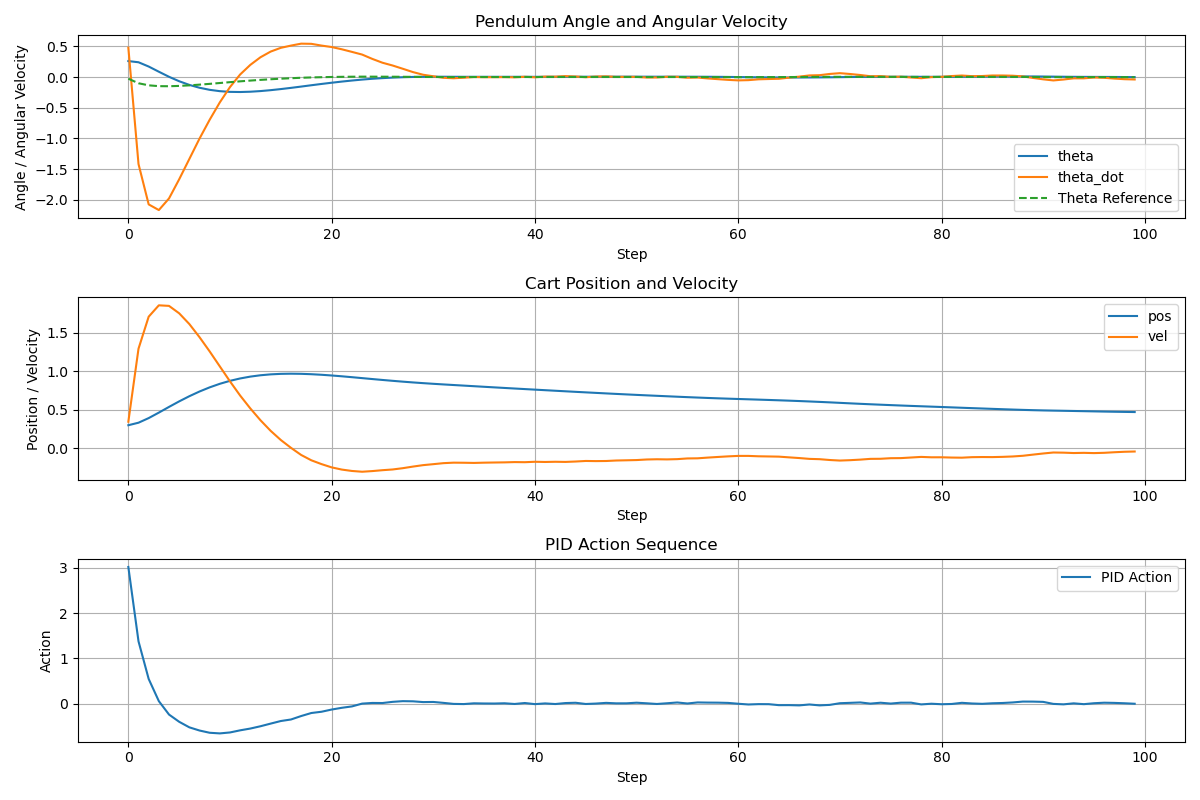 Pendulum Angle and Angular Velocity
Angle / Angular Velocity
0.5
0.0
−0.5
−1.0
−1.5
−2.0
theta
theta_dot
Theta Reference
0 20 40 60 80 100
Step
Cart Position and Velocity
Position / Velocity
1.5
1.0
0.5
0.0
pos
vel
0 20 40 60 80 100
Step
PID Action Sequence
Action
3
2
1
0
PID Action
0 20 40 60 80 100
Step